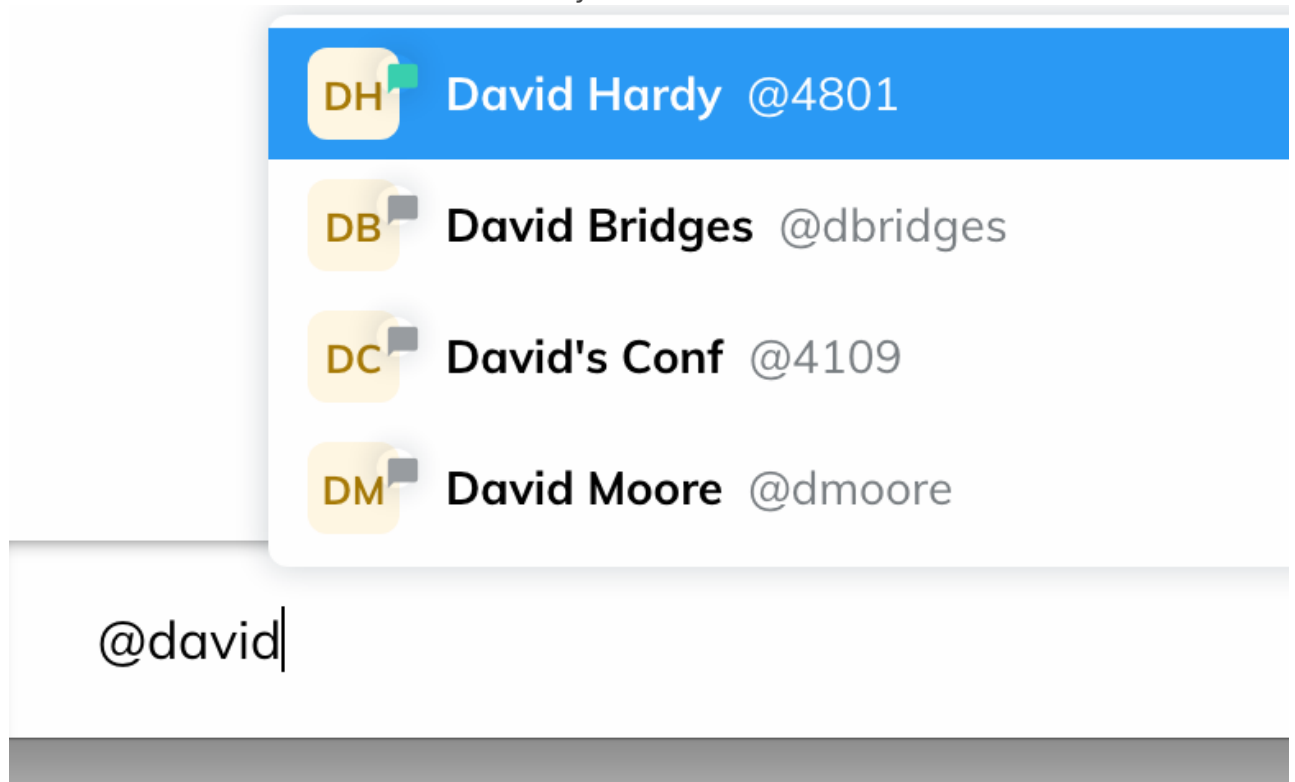 DH David Hardy @4801
DB David Bridges @dbridges
DC David's Conf @4109
DM David Moore @dmoore
@david